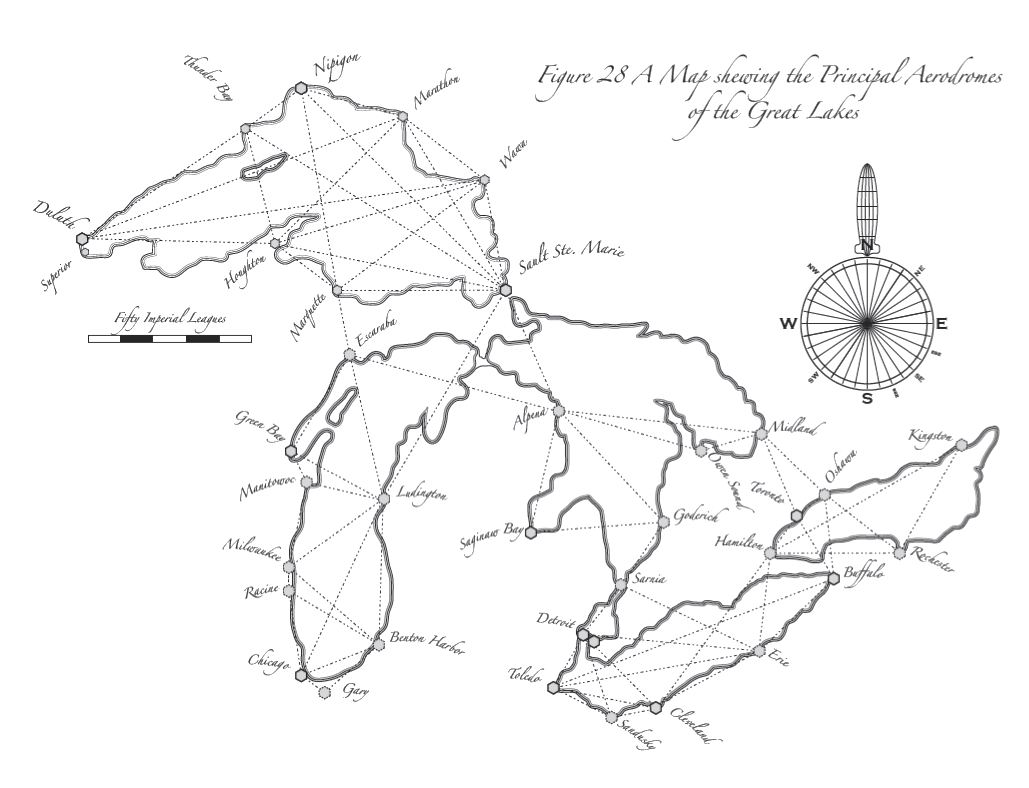 Figure 28 A Map shewing the Principal Aerodromes
of the Great Lakes
Thunder Bay
Nipigon
Marathon
Wawa
Duluth
Superior
Houghton
Marquette
Sault Ste. Marie
Fifty Imperial Leagues
Escaraba
N
NE
E
SE
S
SW
W
NW
Green Bay
Manitowoc
Ludington
Milwaukee
Racine
Chicago
Gary
Benton Harbor
Alpena
Saginaw Bay
Goderich
Sarnia
Detroit
Toledo
Sandusky
Cleveland
Erie
Owen Sound
Midland
Toronto
Oshawa
Kingston
Hamilton
Rochester
Buffalo